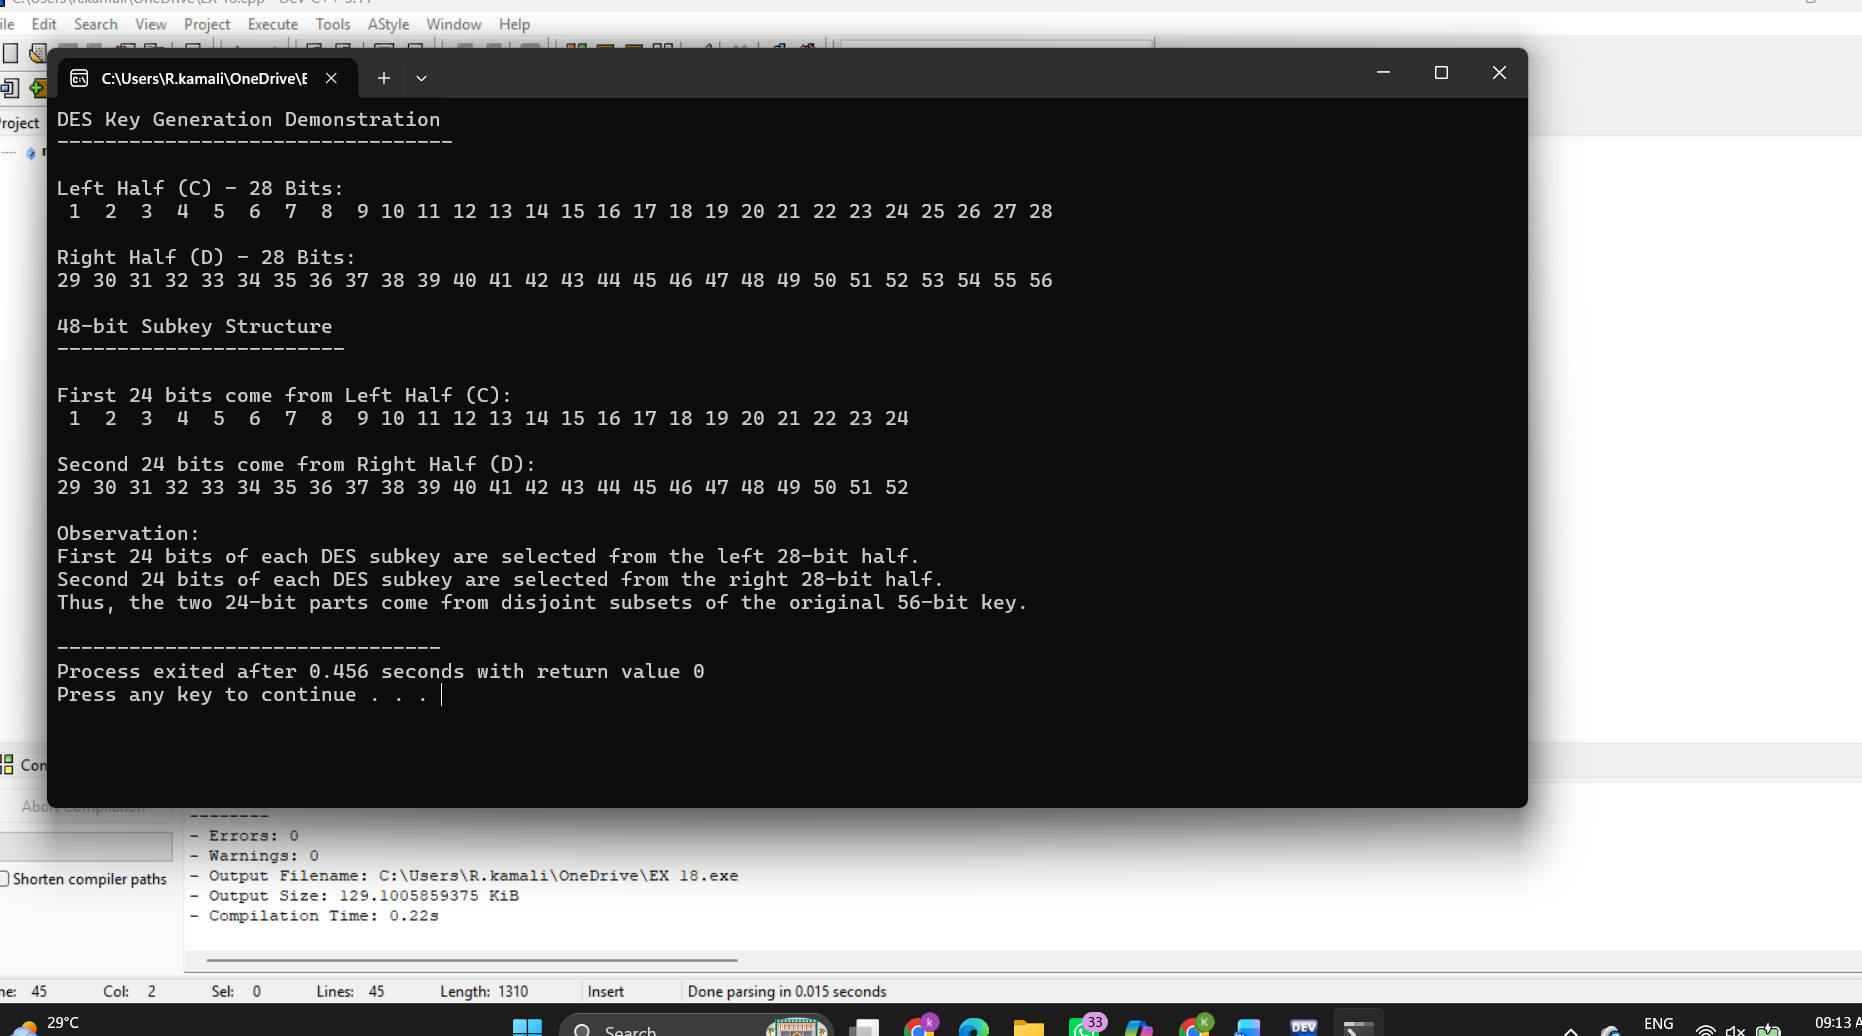 File Edit Search View Project Execute Tools AStyle Window Help
C:\Users\R.kamali\OneDrive\E
DES Key Generation Demonstration
---------------------------------
Left Half (C) - 28 Bits:
1 2 3 4 5 6 7 8 9 10 11 12 13 14 15 16 17 18 19 20 21 22 23 24 25 26 27 28
Right Half (D) - 28 Bits:
29 30 31 32 33 34 35 36 37 38 39 40 41 42 43 44 45 46 47 48 49 50 51 52 53 54 55 56
48-bit Subkey Structure
------------------------
First 24 bits come from Left Half (C):
1 2 3 4 5 6 7 8 9 10 11 12 13 14 15 16 17 18 19 20 21 22 23 24
Second 24 bits come from Right Half (D):
29 30 31 32 33 34 35 36 37 38 39 40 41 42 43 44 45 46 47 48 49 50 51 52
Observation:
First 24 bits of each DES subkey are selected from the left 28-bit half.
Second 24 bits of each DES subkey are selected from the right 28-bit half.
Thus, the two 24-bit parts come from disjoint subsets of the original 56-bit key.
--------------------------------
Process exited after 0.456 seconds with return value 0
Press any key to continue . . .
roject
Con
Abort Compilation
Shorten compiler paths
--------
- Errors: 0
- Warnings: 0
- Output Filename: C:\Users\R.kamali\OneDrive\EX 18.exe
- Output Size: 129.1005859375 KiB
- Compilation Time: 0.22s
ne: 45 Col: 2 Sel: 0 Lines: 45 Length: 1310 Insert Done parsing in 0.015 seconds
29°C Search k 33 K DEV ENG 09:13 A